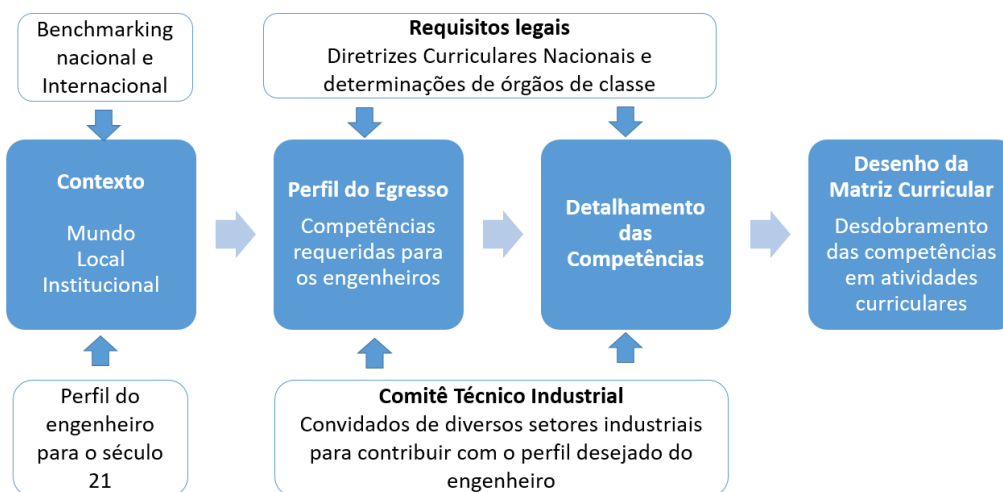 Benchmarking
nacional e
Internacional
Requisitos legais
Diretrizes Curriculares Nacionais e
determinações de órgãos de classe
Contexto
Mundo
Local
Institucional
Perfil do Egresso
Competências
requeridas para
os engenheiros
Detalhamento
das
Competências
Desenho da
Matriz Curricular
Desdobramento
das competências
em atividades
curriculares
Perfil do
engenheiro
para o século
21
Comitê Técnico Industrial
Convidados de diversos setores industriais
para contribuir com o perfil desejado do
engenheiro